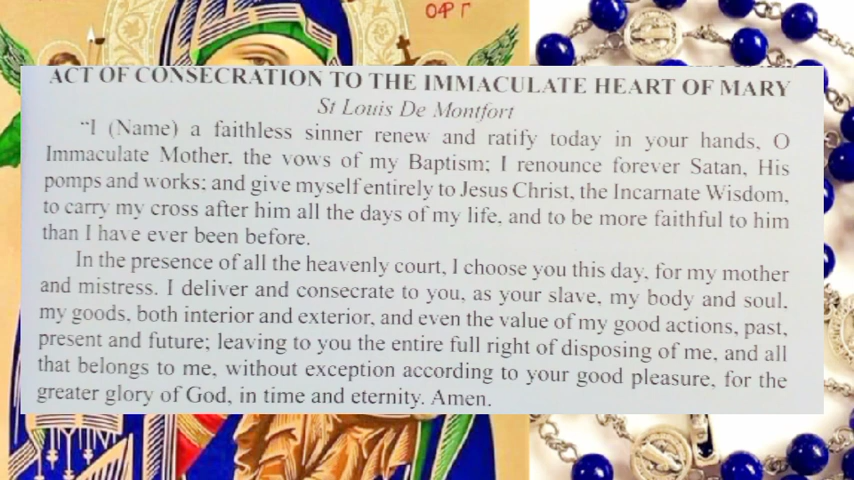 ОФ Г
ACT OF CONSECRATION TO THE IMMACULATE HEART OF MARY
St Louis De Montfort
"I (Name) a faithless sinner renew and ratify today in your hands, O
Immaculate Mother. the vows of my Baptism; I renounce forever Satan, His
pomps and works; and give myself entirely to Jesus Christ, the Incarnate Wisdom,
to carry my cross after him all the days of my life, and to be more faithful to him
than I have ever been before.
In the presence of all the heavenly court, I choose you this day, for my mother
and mistress. I deliver and consecrate to you, as your slave, my body and soul.
my goods, both interior and exterior, and even the value of my good actions, past,
present and future; leaving to you the entire full right of disposing of me, and all
that belongs to me, without exception according to your good pleasure, for the
greater glory of God, in time and eternity. Amen.